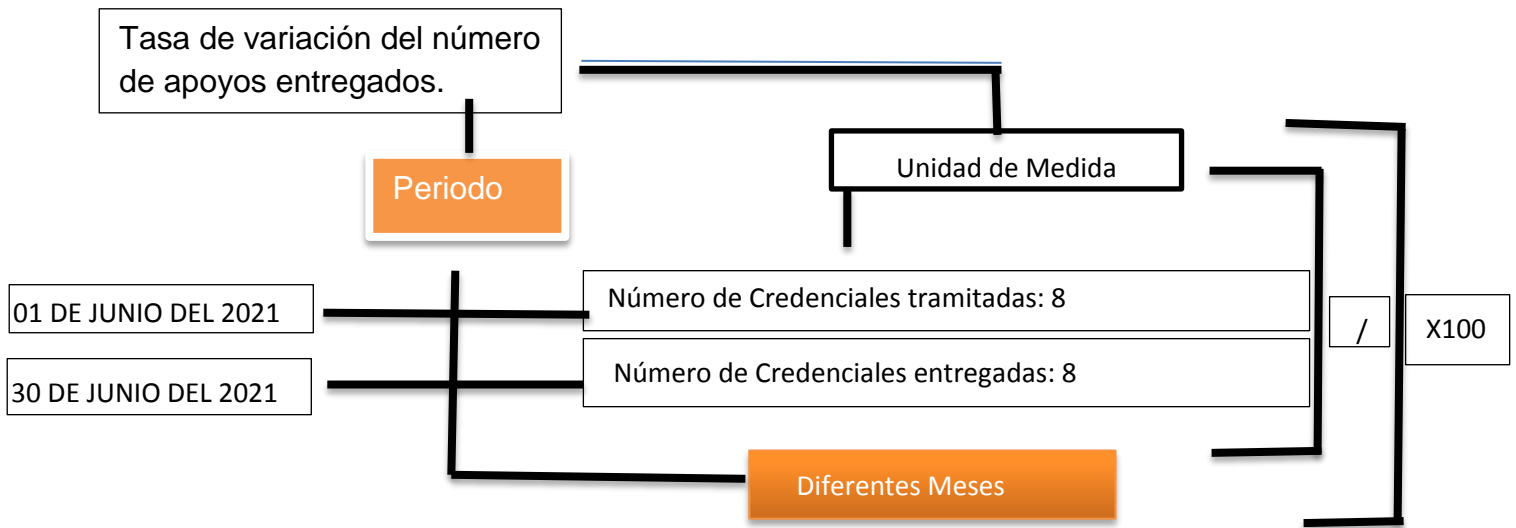 Tasa de variación del número
de apoyos entregados.
Unidad de Medida
Periodo
01 DE JUNIO DEL 2021
Número de Credenciales tramitadas: 8
/
X100
30 DE JUNIO DEL 2021
Número de Credenciales entregadas: 8
Diferentes Meses